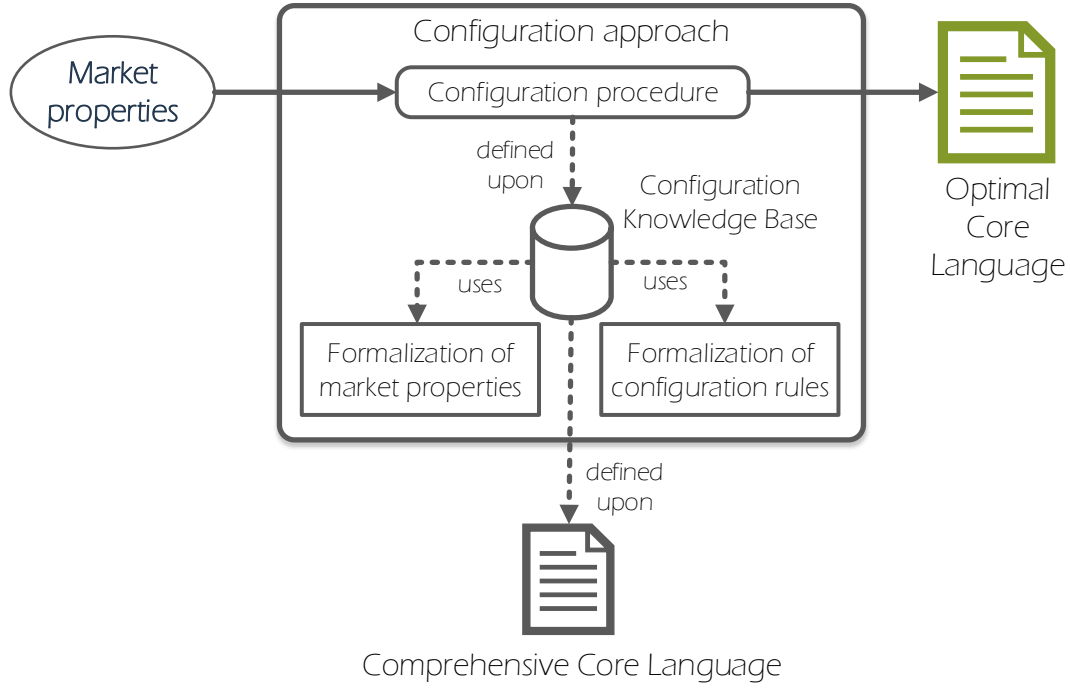 Configuration approach
Market
properties
Configuration procedure
defined
upon
Configuration
Knowledge Base
Optimal
Core
Language
uses
uses
Formalization of
market properties
Formalization of
configuration rules
defined
upon
Comprehensive Core Language